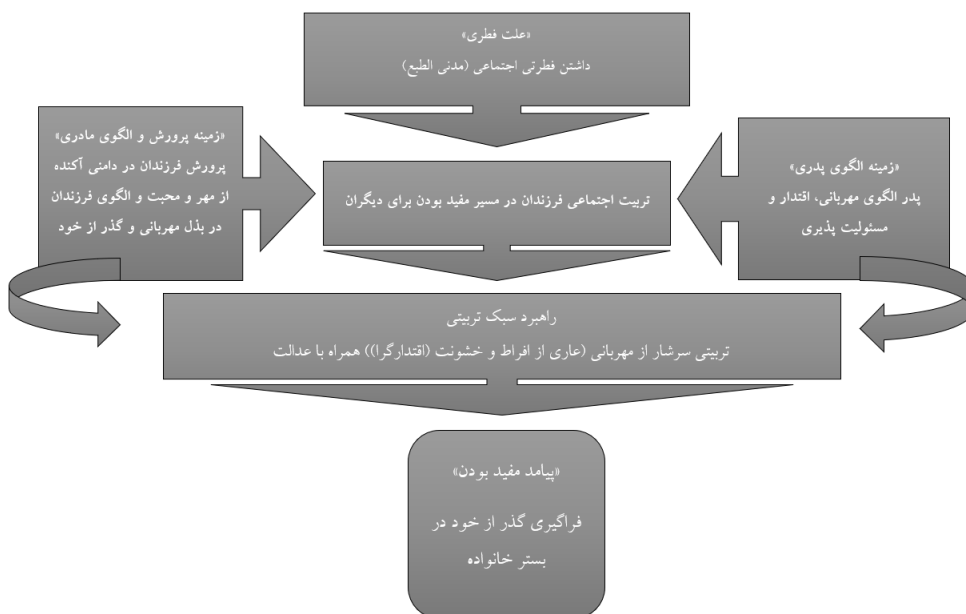 «علت فطری»
داشتن فطرتی اجتماعی (مدنی الطبع)
«زمینه الگوی پدری»
پدر الگوی مهربانی، اقتدار و
مسئولیت پذیری
تربیت اجتماعی فرزندان در مسیر مفید بودن برای دیگران
«زمینه پرورش و الگوی مادری»
پرورش فرزندان در دامنی آکنده
از مهر و محبت و الگوی فرزندان
در بذل مهربانی و گذر از خود
راهبرد سبک تربیتی
تربیتی سرشار از مهربانی (عاری از افراط و خشونت (اقتدارگرا)) همراه با عدالت
«پیامد مفید بودن»
فراگیری گذر از خود در
بستر خانواده